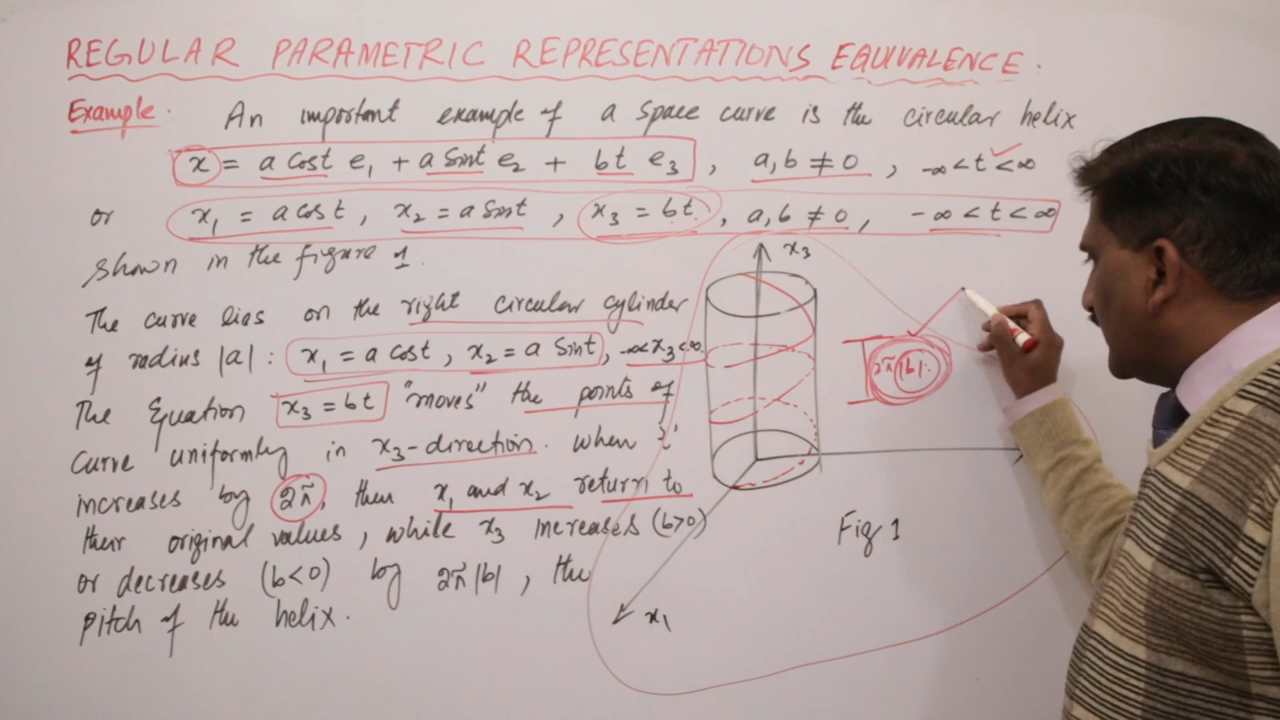 REGULAR PARAMETRIC REPRESENTATIONS EQUIVALENCE.
Example. An important example of a space curve is the circular helix
x = a cost e₁ + a sint e₂ + bt e₃, a,b ≠ 0, -∞<t<∞
or x₁ = a cost, x₂ = a sint, x₃ = bt, a,b ≠ 0, -∞<t<∞
shown in the figure 1.
The curve lies on the right circular cylinder
of radius |a| : x₁ = a cost, x₂ = a sint, -∞<x₃<∞.
The Equation x₃ = bt "moves" the points of
curve uniformly in x₃-direction. when 't'
increases by 2π, then x₁ and x₂ return to
their original values, while x₃ increases (b>0)
or decreases (b<0) by 2π|b|, the
pitch of the helix.
x₃
2π|b|.
x₁
Fig 1